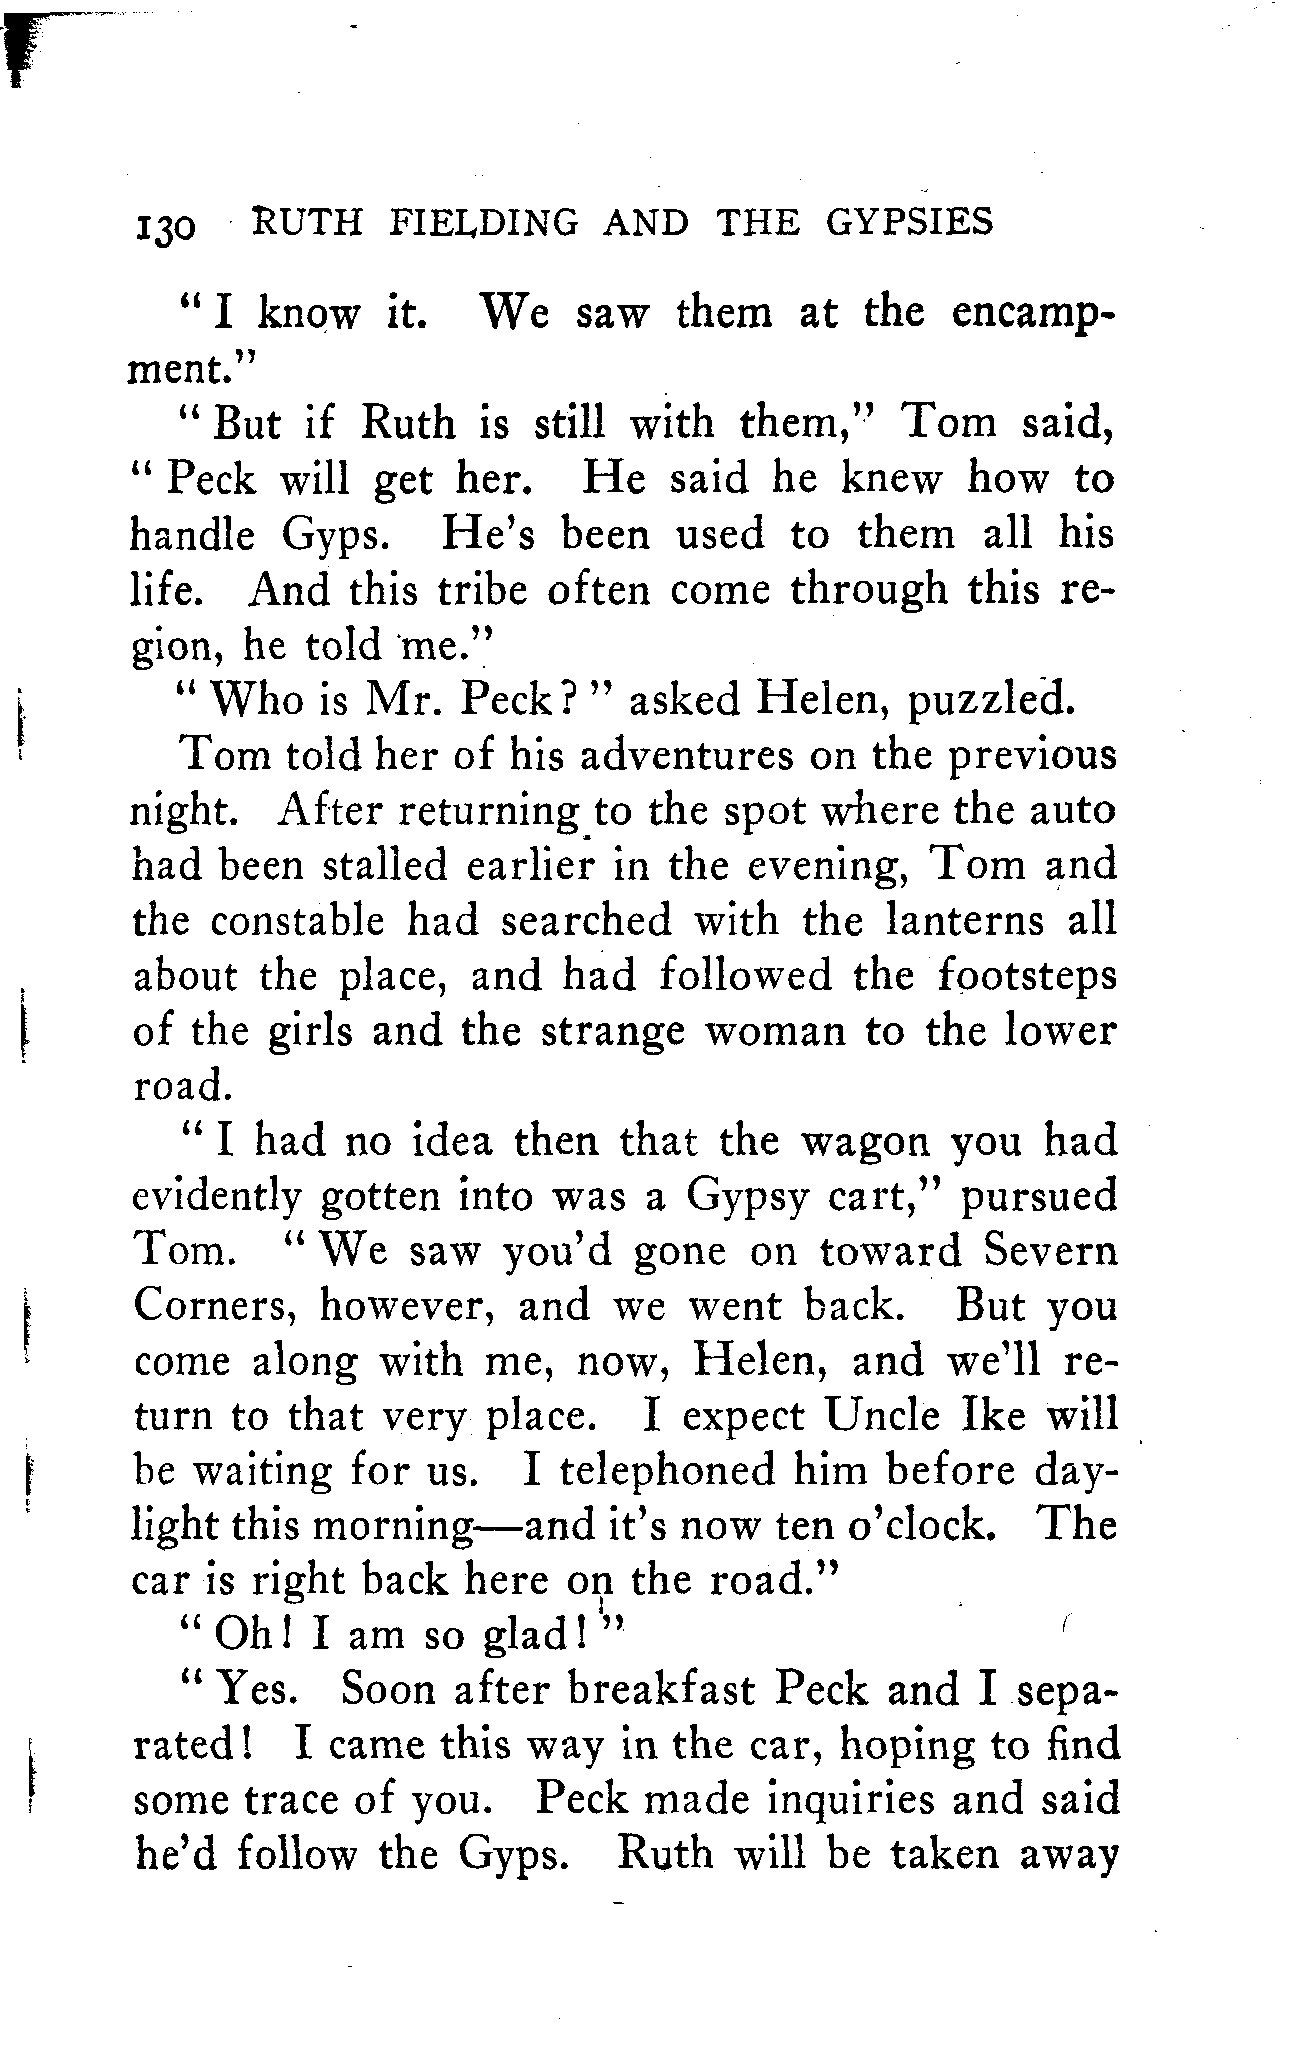 130 RUTH FIELDING AND THE GYPSIES
" I know it. We saw them at the encamp-
ment."
" But if Ruth is still with them," Tom said,
" Peck will get her. He said he knew how to
handle Gyps. He's been used to them all his
life. And this tribe often come through this re-
gion, he told me."
" Who is Mr. Peck? " asked Helen, puzzled.
Tom told her of his adventures on the previous
night. After returning to the spot where the auto
had been stalled earlier in the evening, Tom and
the constable had searched with the lanterns all
about the place, and had followed the footsteps
of the girls and the strange woman to the lower
road.
" I had no idea then that the wagon you had
evidently gotten into was a Gypsy cart," pursued
Tom. " We saw you'd gone on toward Severn
Corners, however, and we went back. But you
come along with me, now, Helen, and we'll re-
turn to that very place. I expect Uncle Ike will
be waiting for us. I telephoned him before day-
light this morning—and it's now ten o'clock. The
car is right back here on the road."
" Oh! I am so glad! "
" Yes. Soon after breakfast Peck and I sepa-
rated! I came this way in the car, hoping to find
some trace of you. Peck made inquiries and said
he'd follow the Gyps. Ruth will be taken away